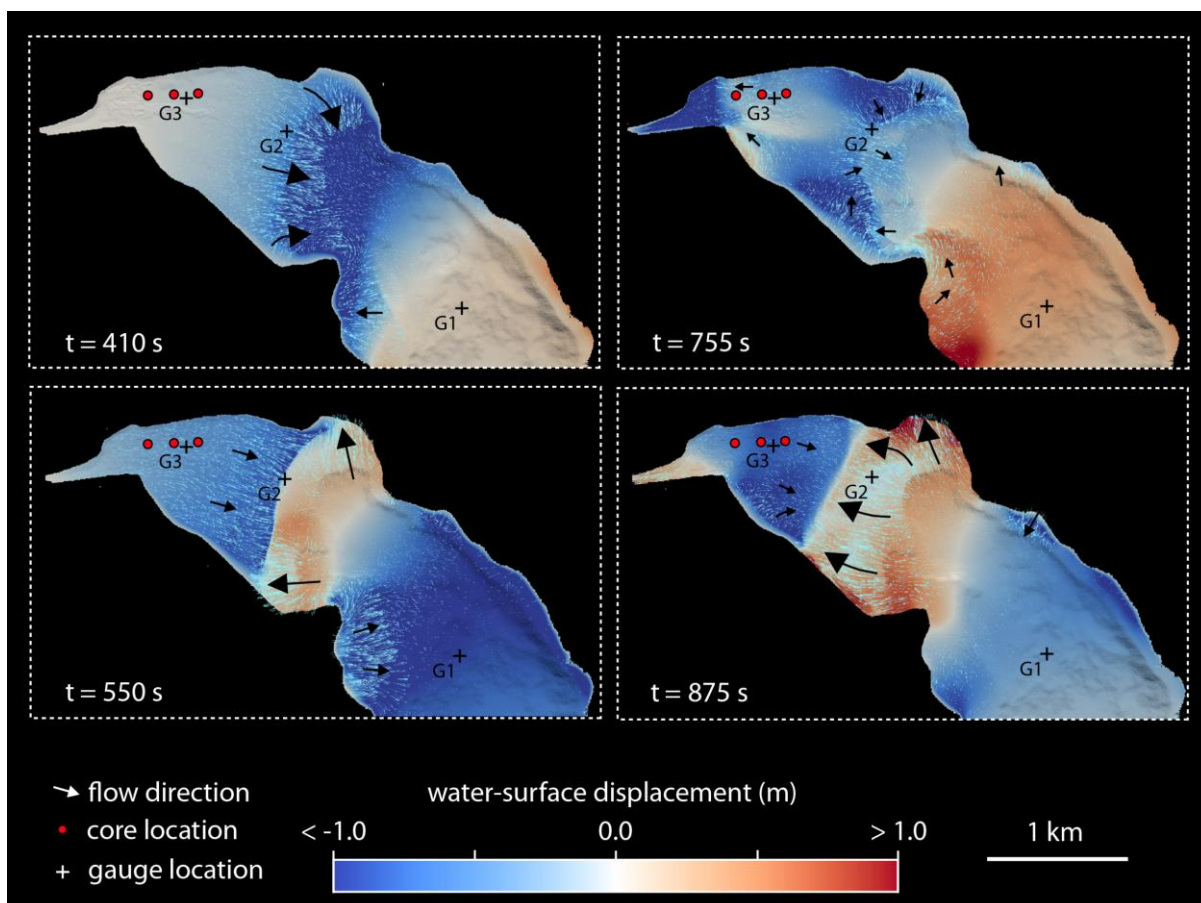 G3
G2
G1
t = 410 s
G3
G2
G1
t = 755 s
G3
G2
G1
t = 550 s
G3
G2
G1
t = 875 s
flow direction
core location
gauge location
water-surface displacement (m)
< -1.0 0.0 > 1.0
1 km